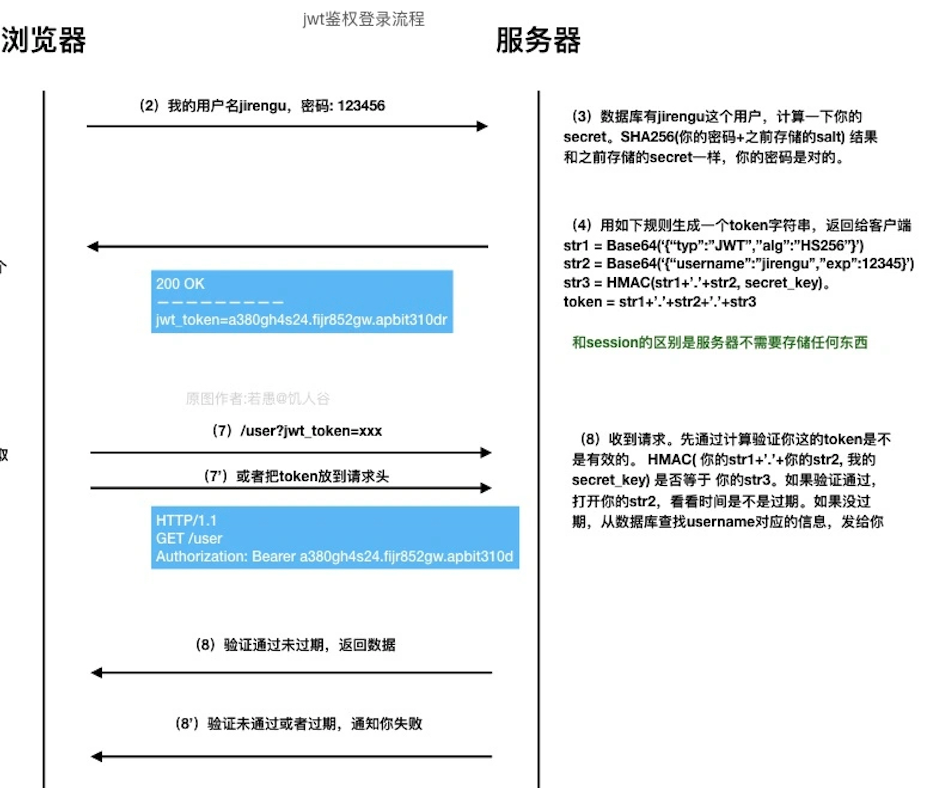 jwt鉴权登录流程
浏览器
服务器
（2）我的用户名jirengu，密码: 123456
（3）数据库有jirengu这个用户，计算一下你的
secret。SHA256(你的密码+之前存储的salt) 结果
和之前存储的secret一样，你的密码是对的。
（4）用如下规则生成一个token字符串，返回给客户端
str1 = Base64(‘{“typ”:”JWT”,”alg”:”HS256”}’)
str2 = Base64(‘{“username”:”jirengu”,”exp”:12345}’)
str3 = HMAC(str1+’.’+str2, secret_key)。
token = str1+’.’+str2+’.’+str3
个
200 OK
—————————
jwt_token=a380gh4s24.fijr852gw.apbit310dr
和session的区别是服务器不需要存储任何东西
原图作者:若愚@饥人谷
（7）/user?jwt_token=xxx
取
（7’）或者把token放到请求头
HTTP/1.1
GET /user
Authorization: Bearer a380gh4s24.fijr852gw.apbit310d
（8）收到请求。先通过计算验证你这的token是不
是有效的。 HMAC( 你的str1+’.’+你的str2, 我的
secret_key) 是否等于 你的str3。如果验证通过，
打开你的str2，看看时间是不是过期。如果没过
期，从数据库查找username对应的信息，发给你
（8）验证通过未过期，返回数据
（8’）验证未通过或者过期，通知你失败